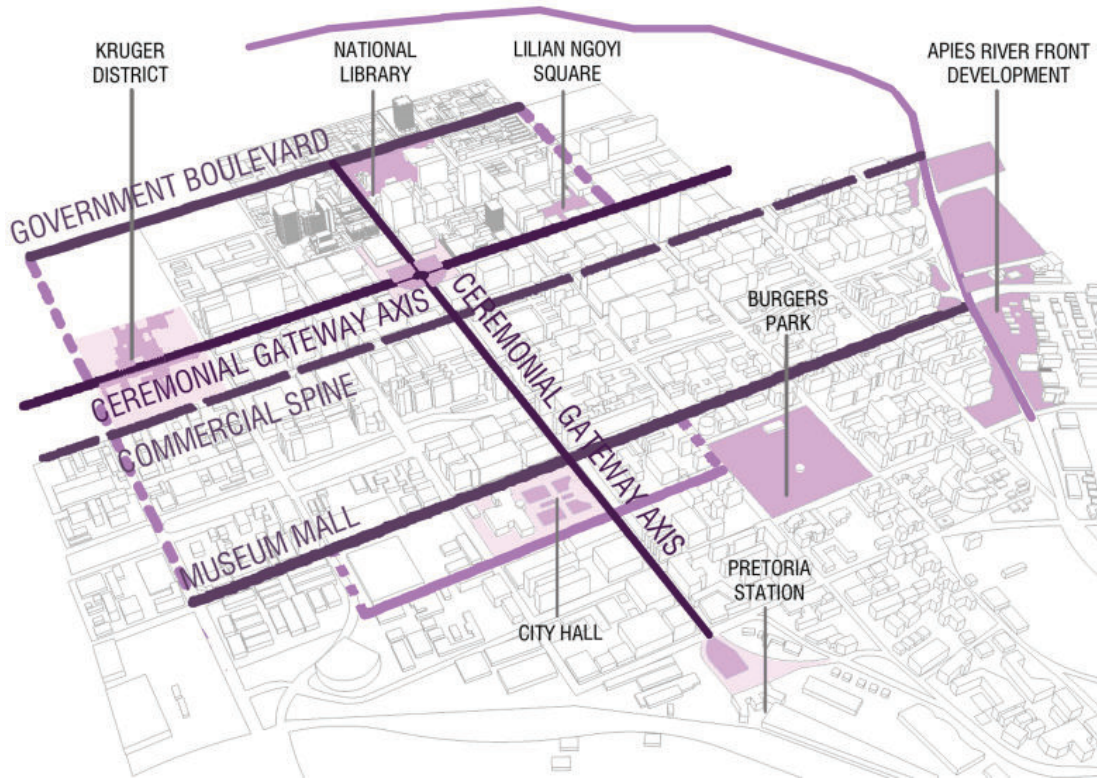 KRUGER
DISTRICT
NATIONAL
LIBRARY
LILIAN NGOYI
SQUARE
APIES RIVER FRONT
DEVELOPMENT
GOVERNMENT BOULEVARD
CEREMONIAL GATEWAY AXIS
CEREMONIAL GATEWAY AXIS
COMMERCIAL SPINE
BURGERS
PARK
MUSEUM MALL
CITY HALL
PRETORIA
STATION